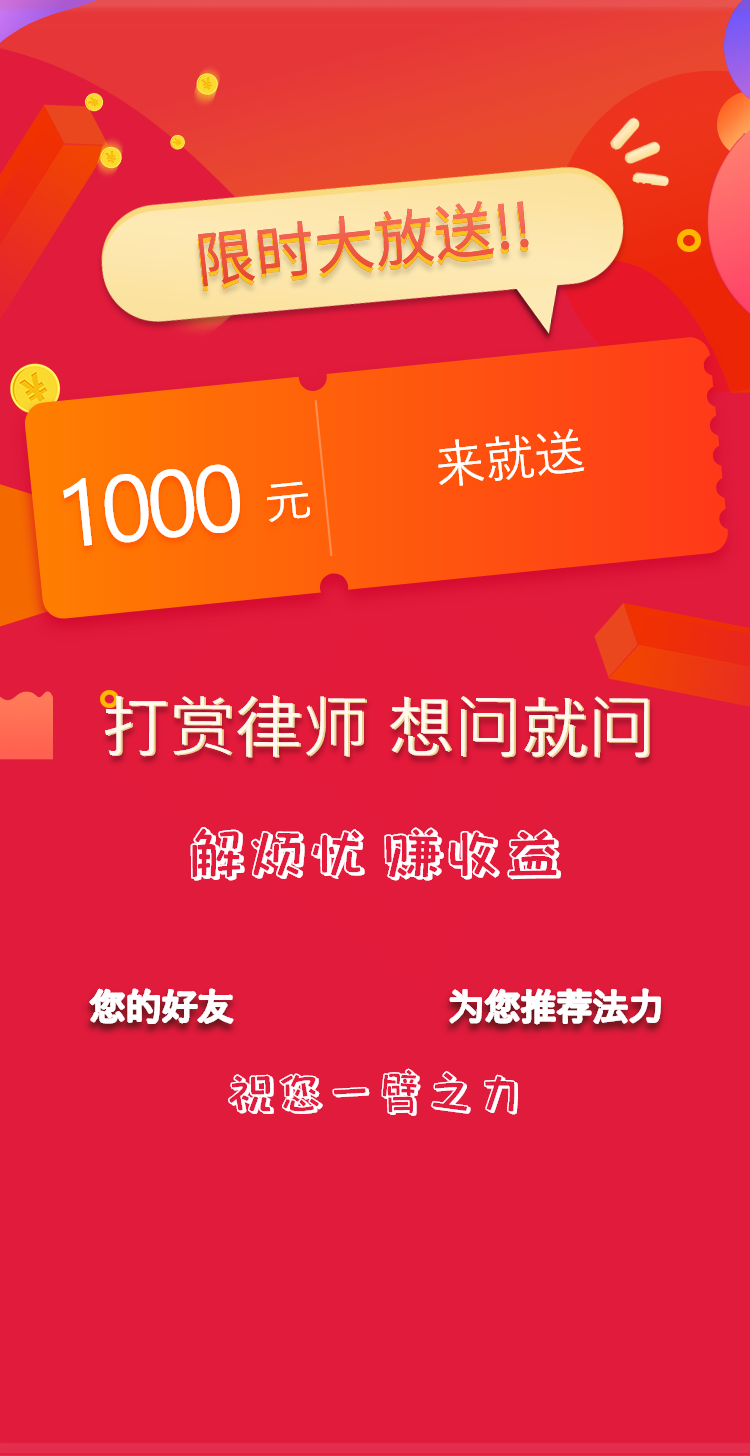 限时大放送!!
1000 元
来就送
打赏律师 想问就问
解烦忧 赚收益
您的好友 为您推荐法力
祝您一臂之力